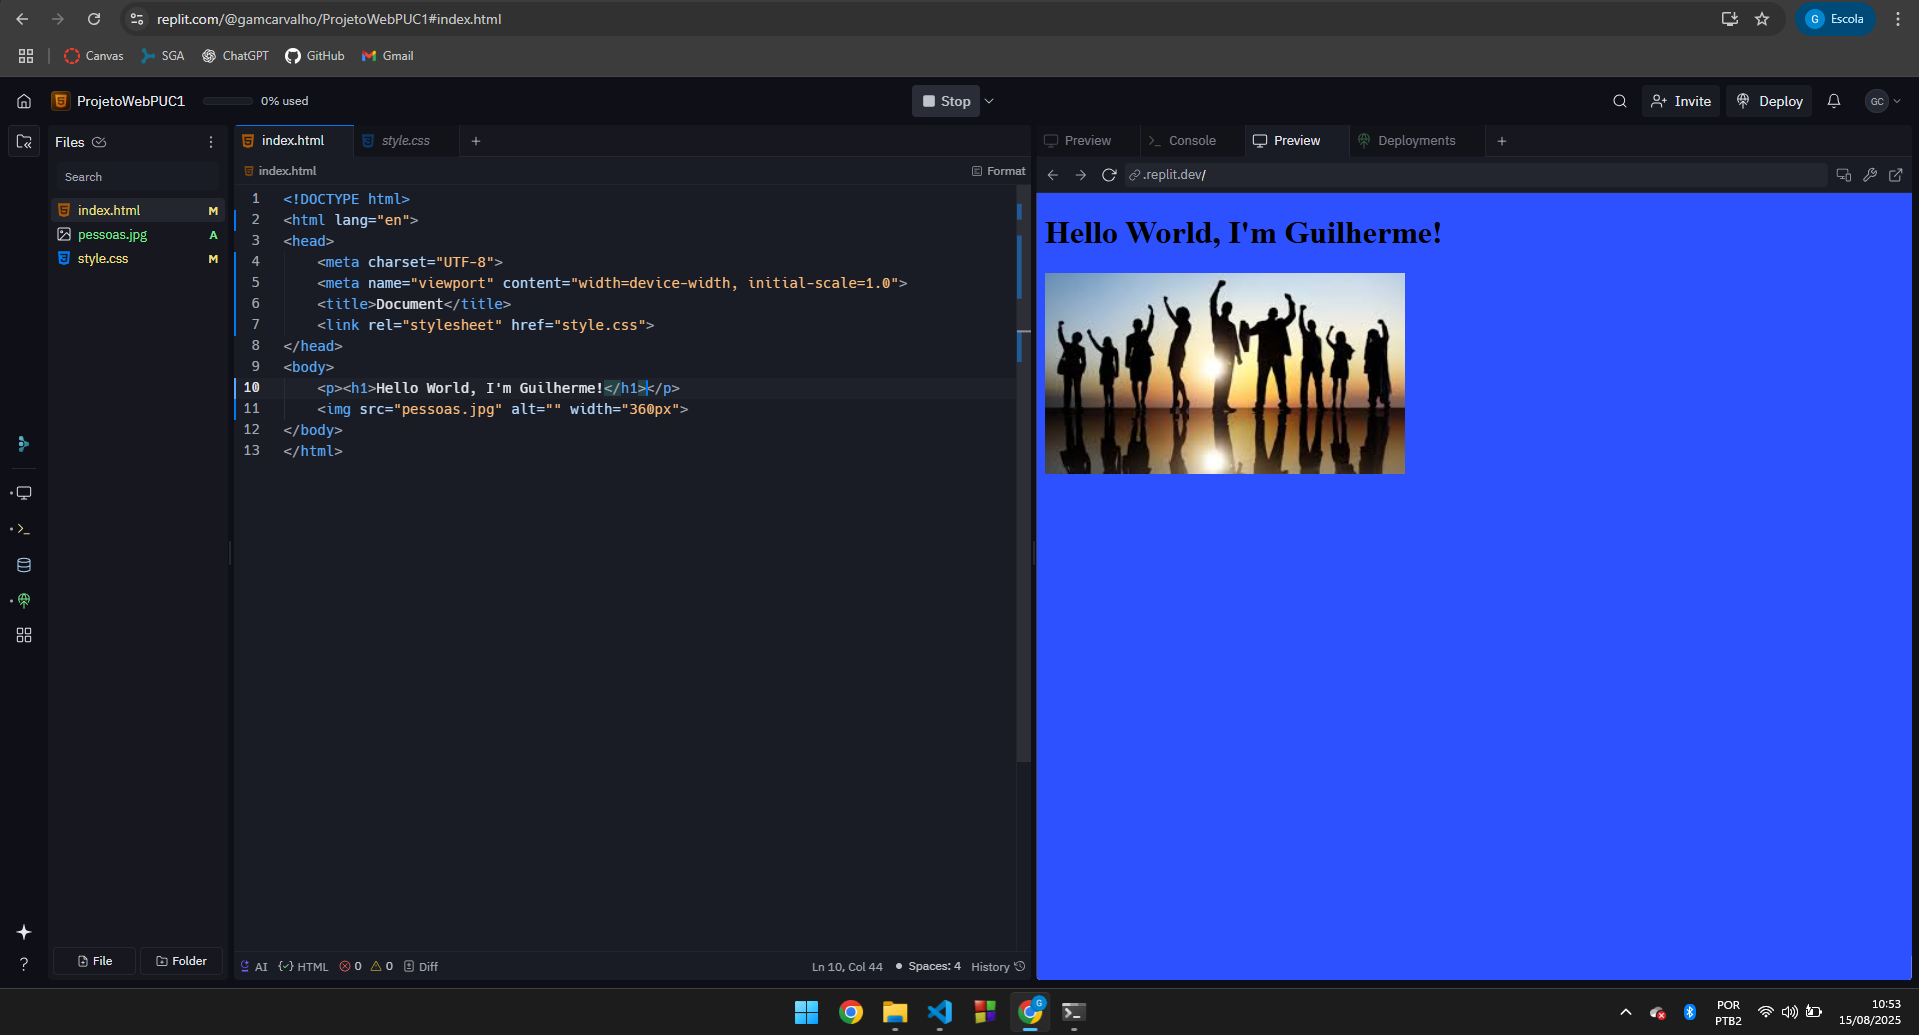 replit.com/@gamcarvalho/ProjetoWebPUC1#index.html
G Escola
Canvas SGA ChatGPT GitHub Gmail
ProjetoWebPUC1 0% used Stop Invite Deploy GC
Files
index.html style.css +
Preview Console Preview Deployments +
index.html Format
.replit.dev/
Search
index.html M
pessoas.jpg A
style.css M
1 <!DOCTYPE html>
2 <html lang="en">
3 <head>
4 <meta charset="UTF-8">
5 <meta name="viewport" content="width=device-width, initial-scale=1.0">
6 <title>Document</title>
7 <link rel="stylesheet" href="style.css">
8 </head>
9 <body>
10 <p><h1>Hello World, I'm Guilherme!</h1></p>
11 <img src="pessoas.jpg" alt="" width="360px">
12 </body>
13 </html>
Hello World, I'm Guilherme!
File Folder
AI HTML 0 0 Diff Ln 10, Col 44 Spaces: 4 History
?
G
POR
PTB2
10:53
15/08/2025